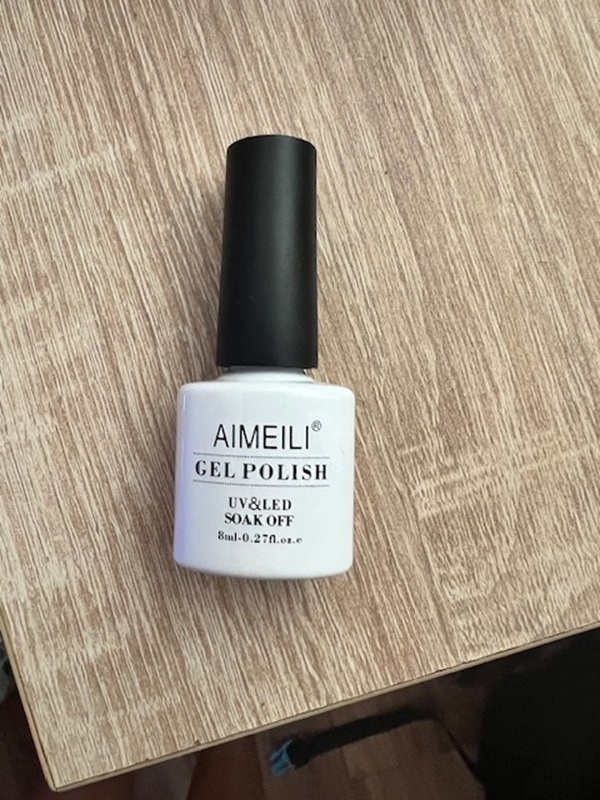 AIMEILI®
GEL POLISH
UV&LED
SOAK OFF
8ml-0.27fl.oz.e